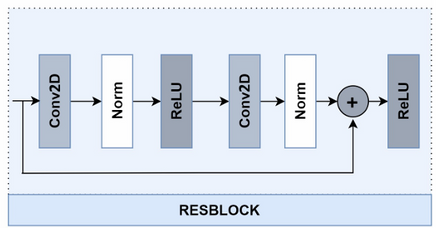 Conv2D
Norm
ReLU
Conv2D
Norm
+
ReLU
RESBLOCK